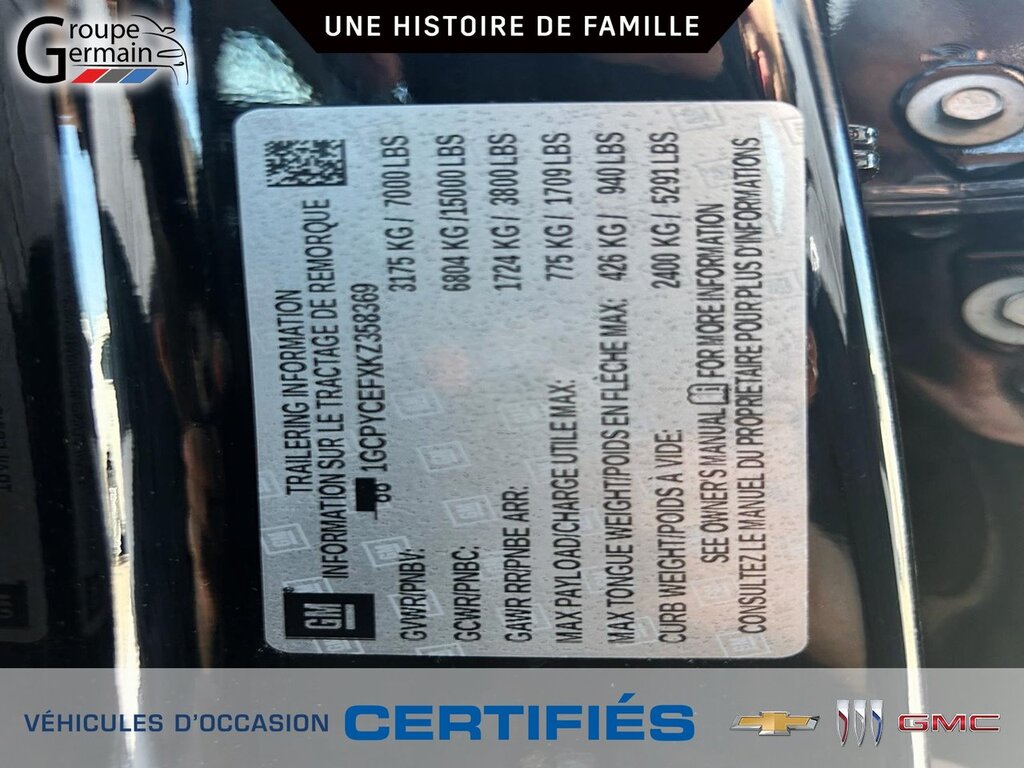 Groupe
Germain
UNE HISTOIRE DE FAMILLE
TRAILERING INFORMATION
INFORMATION SUR LE TRACTAGE DE REMORQUE
1GCPYCEFXKZ358369
GM
GVWR/PNBV: 3175 KG / 7000 LBS
GCWR/PNBC: 6804 KG /15000 LBS
GAWR RR/PNBE ARR: 1724 KG / 3800 LBS
MAX PAYLOAD/CHARGE UTILE MAX: 775 KG / 1709 LBS
MAX TONGUE WEIGHT/POIDS EN FLÈCHE MAX: 426 KG / 940 LBS
CURB WEIGHT/POIDS À VIDE: 2400 KG / 5291 LBS
SEE OWNER'S MANUAL FOR MORE INFORMATION
CONSULTEZ LE MANUEL DU PROPRIETAIRE POUR PLUS D'INFORMATIONS
VÉHICULES D'OCCASION CERTIFIÉS
GMC